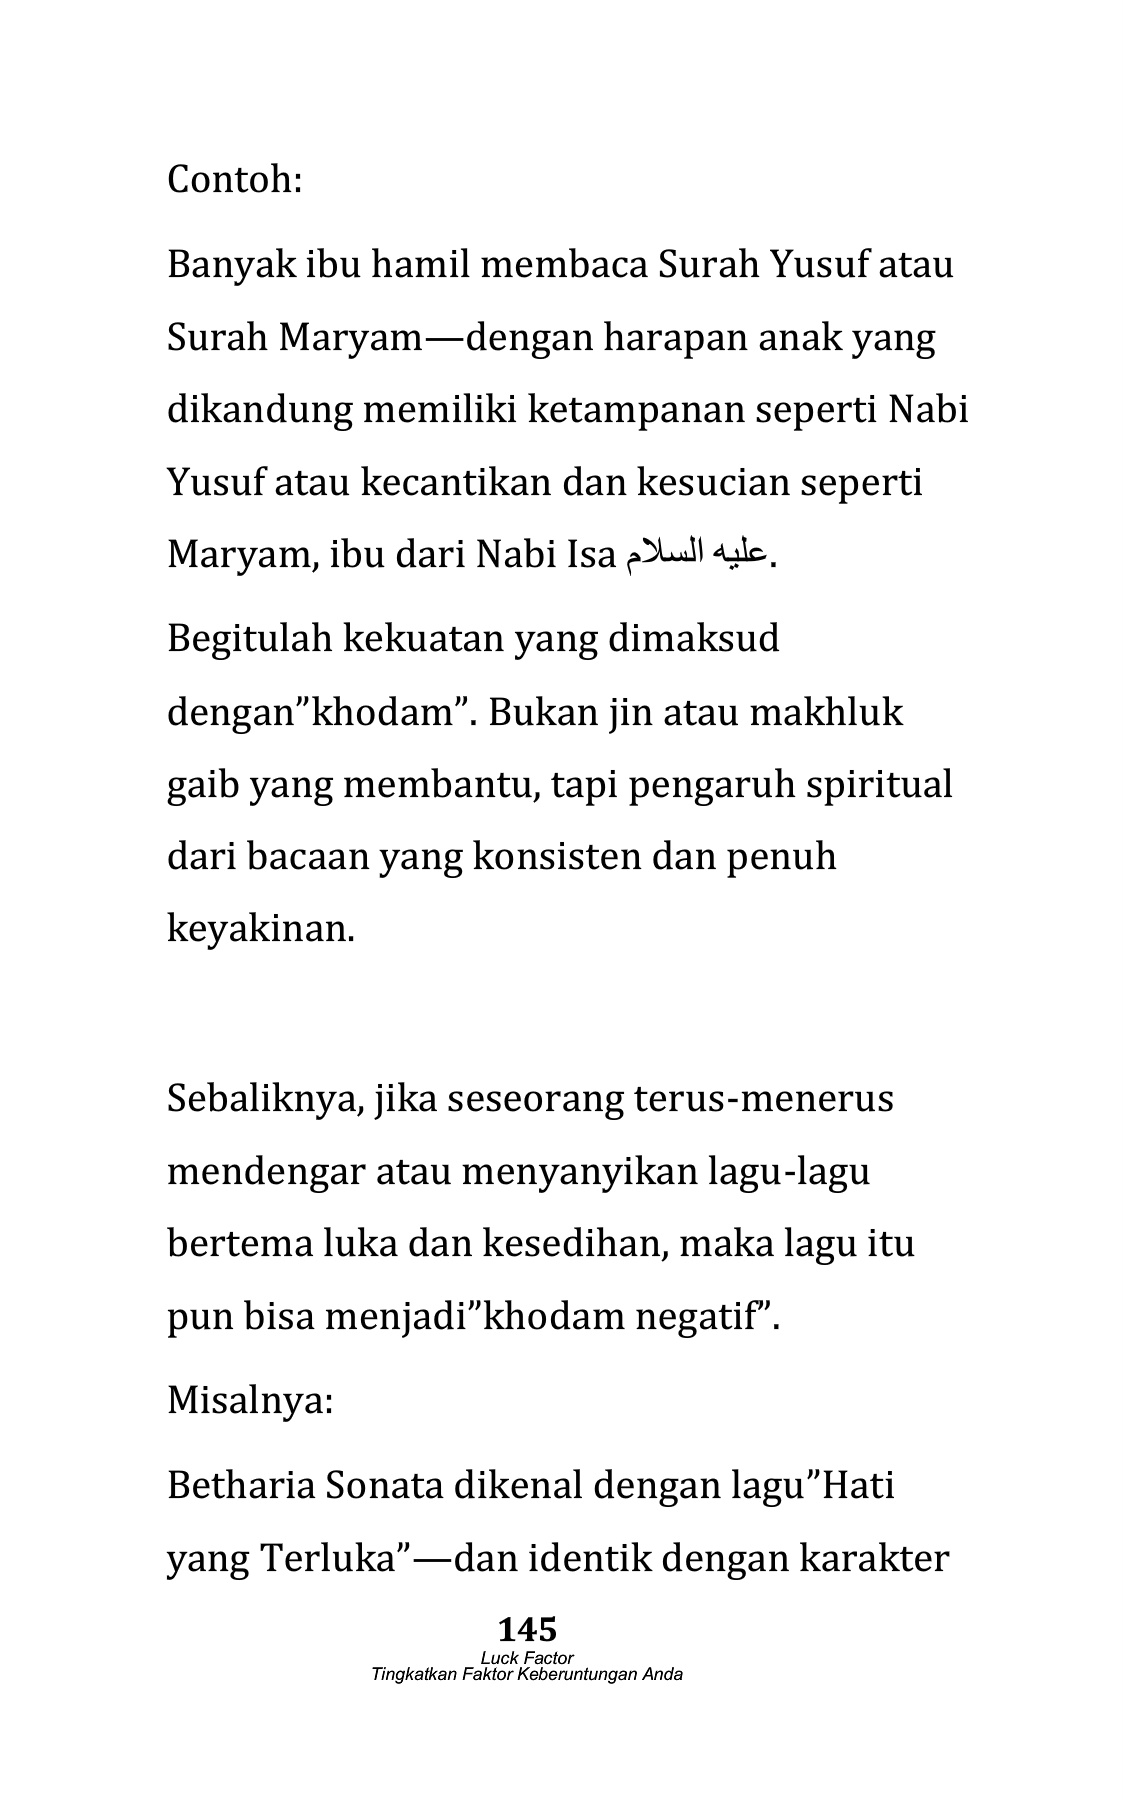 Contoh:
Banyak ibu hamil membaca Surah Yusuf atau
Surah Maryam—dengan harapan anak yang
dikandung memiliki ketampanan seperti Nabi
Yusuf atau kecantikan dan kesucian seperti
Maryam, ibu dari Nabi Isa عليه السلام.
Begitulah kekuatan yang dimaksud
dengan”khodam”. Bukan jin atau makhluk
gaib yang membantu, tapi pengaruh spiritual
dari bacaan yang konsisten dan penuh
keyakinan.
Sebaliknya, jika seseorang terus-menerus
mendengar atau menyanyikan lagu-lagu
bertema luka dan kesedihan, maka lagu itu
pun bisa menjadi”khodam negatif”.
Misalnya:
Betharia Sonata dikenal dengan lagu”Hati
yang Terluka”—dan identik dengan karakter
145
Luck Factor
Tingkatkan Faktor Keberuntungan Anda